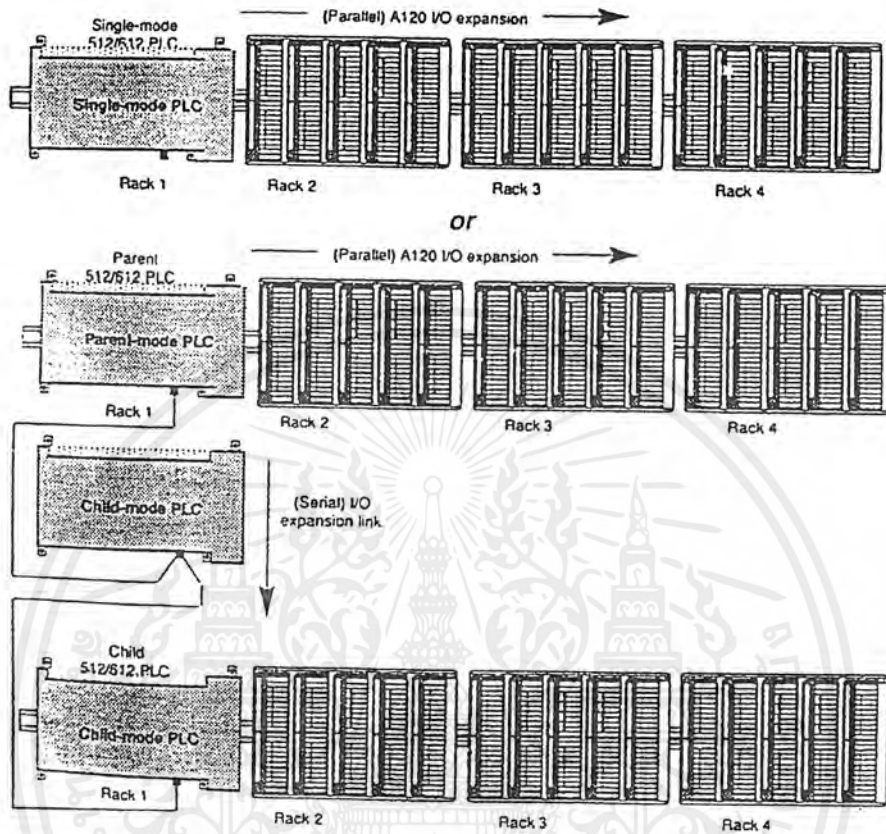 Single-mode
512/612 PLC
(Parallel) A120 I/O expansion
Single-mode PLC
Rack 1
Rack 2
Rack 3
Rack 4
or
Parent
512/612 PLC
(Parallel) A120 I/O expansion
Parent-mode PLC
Rack 1
Rack 2
Rack 3
Rack 4
Child-mode PLC
(Serial) I/O
expansion link
Child
512/612.PLC
Child-mode PLC
Rack 1
Rack 2
Rack 3
Rack 4